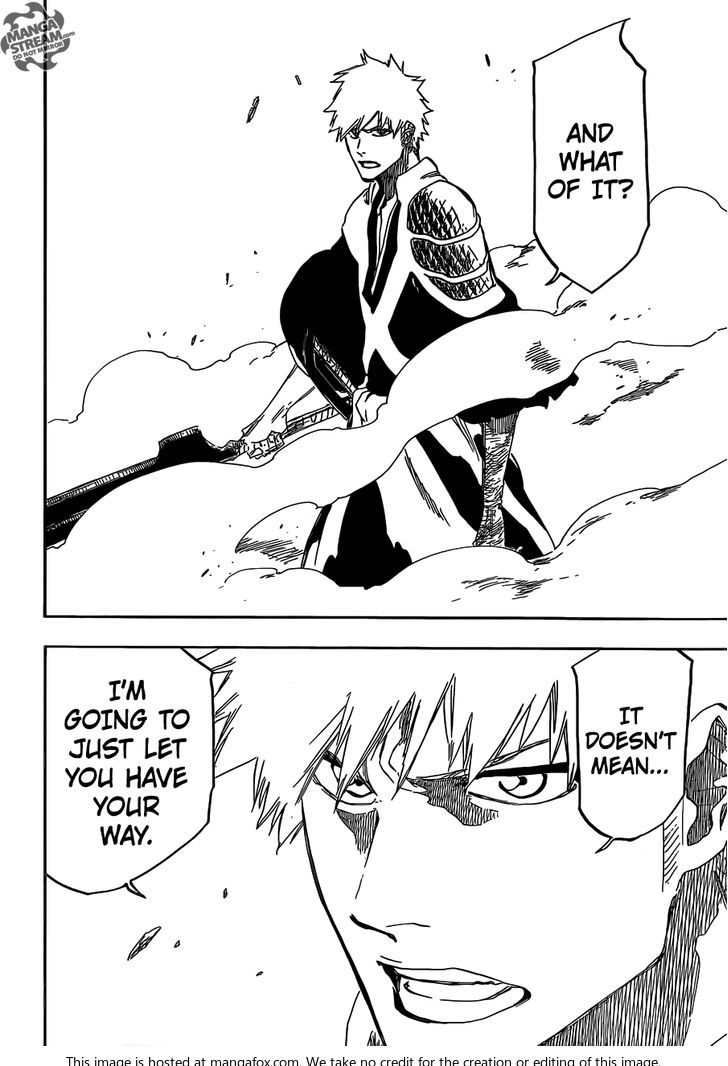 MANGA
STREAM.com
DO NOT MIRROR
AND
WHAT
OF IT?
IT
DOESN'T
MEAN...
I'M
GOING TO
JUST LET
YOU HAVE
YOUR
WAY.
This image is hosted at mangafox.com. We take no credit for the creation or editing of this image.